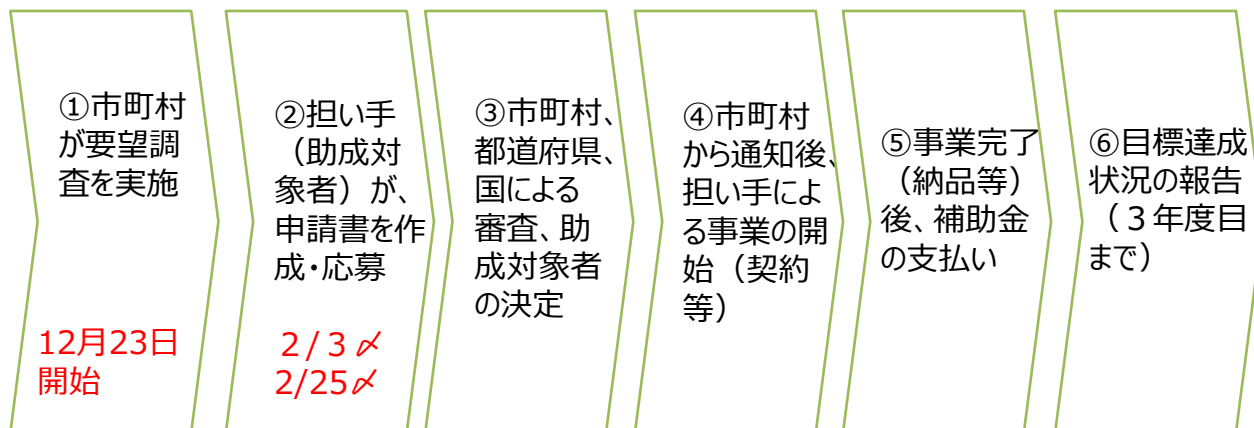 ①市町村
が要望調
査を実施
12月23日
開始
②担い手
（助成対
象者）が、
申請書を作
成・応募
２/３〆
2/25〆
③市町村、
都道府県、
国による
審査、助
成対象者
の決定
④市町村
から通知後、
担い手によ
る事業の開
始（契約
等）
⑤事業完了
（納品等）
後、補助金
の支払い
⑥目標達成
状況の報告
（３年度目
まで）